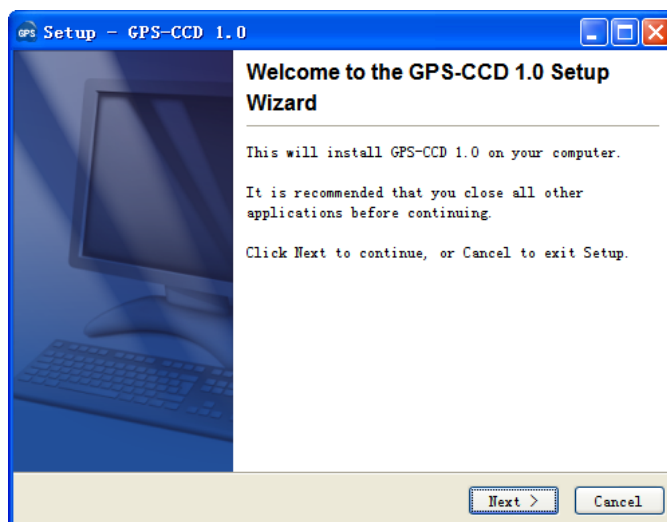 GPS Setup - GPS-CCD 1.0
Welcome to the GPS-CCD 1.0 Setup
Wizard
This will install GPS-CCD 1.0 on your computer.
It is recommended that you close all other
applications before continuing.
Click Next to continue, or Cancel to exit Setup.
Next > Cancel